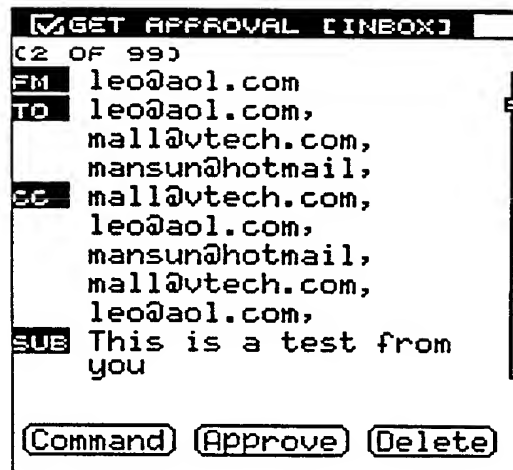 GET APPROVAL [INBOX]
(2 OF 99)
FM leo@aol.com
TO leo@aol.com,
mall@vtech.com,
mansun@hotmail,
CC mall@vtech.com,
leo@aol.com,
mansun@hotmail,
mall@vtech.com,
leo@aol.com,
SUB This is a test from
you
Command Approve Delete